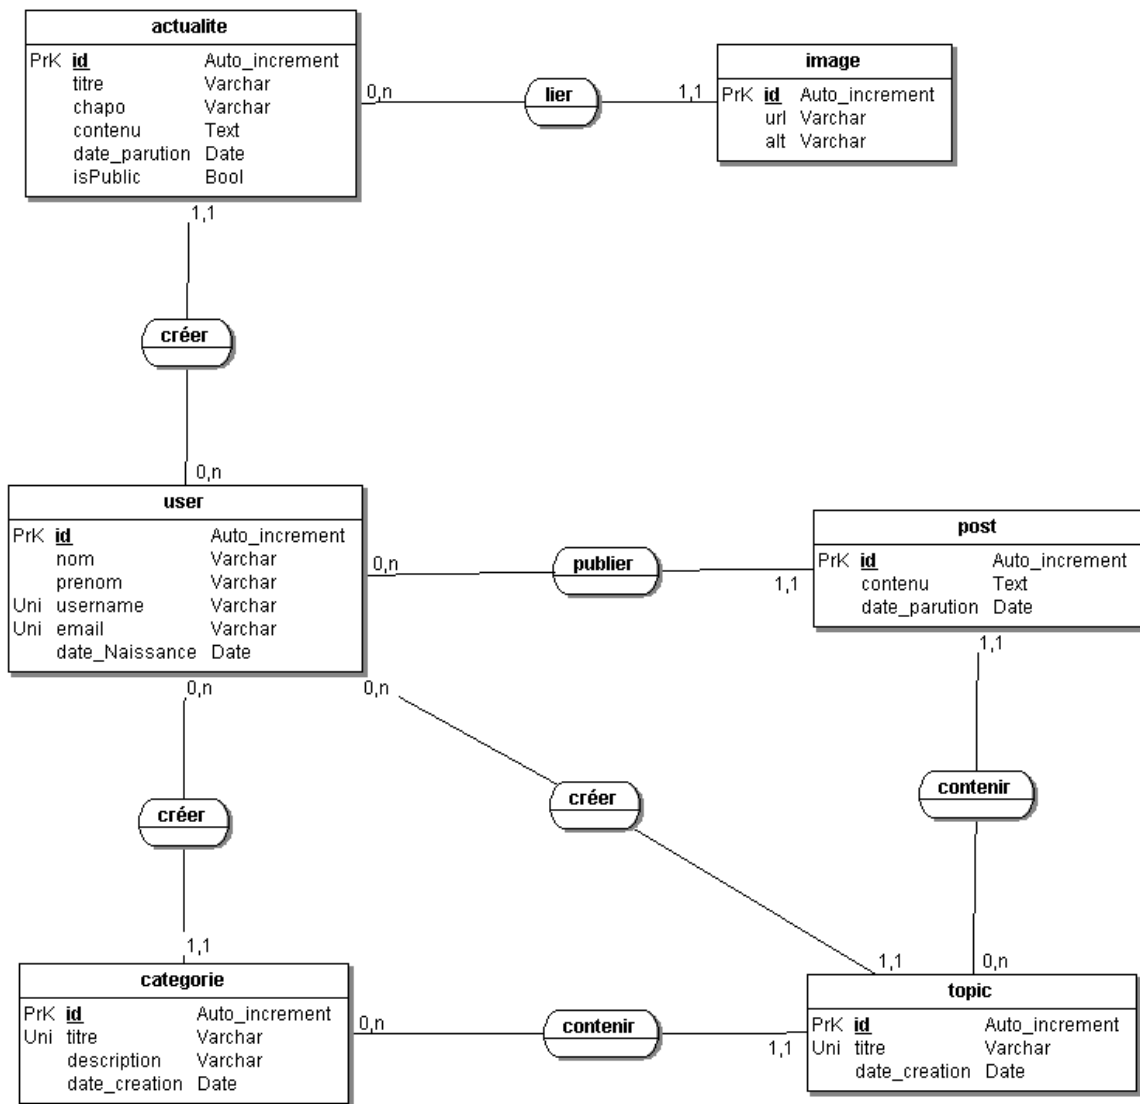 actualite
PrK id Auto_increment
titre Varchar
chapo Varchar
contenu Text
date_parution Date
isPublic Bool
0,n
lier
1,1
image
PrK id Auto_increment
url Varchar
alt Varchar
1,1
créer
0,n
user
PrK id Auto_increment
nom Varchar
prenom Varchar
Uni username Varchar
Uni email Varchar
date_Naissance Date
0,n
publier
1,1
post
PrK id Auto_increment
contenu Text
date_parution Date
0,n
0,n
1,1
créer
créer
contenir
1,1
1,1
0,n
categorie
PrK id Auto_increment
Uni titre Varchar
description Varchar
date_creation Date
0,n
contenir
1,1
topic
PrK id Auto_increment
Uni titre Varchar
date_creation Date